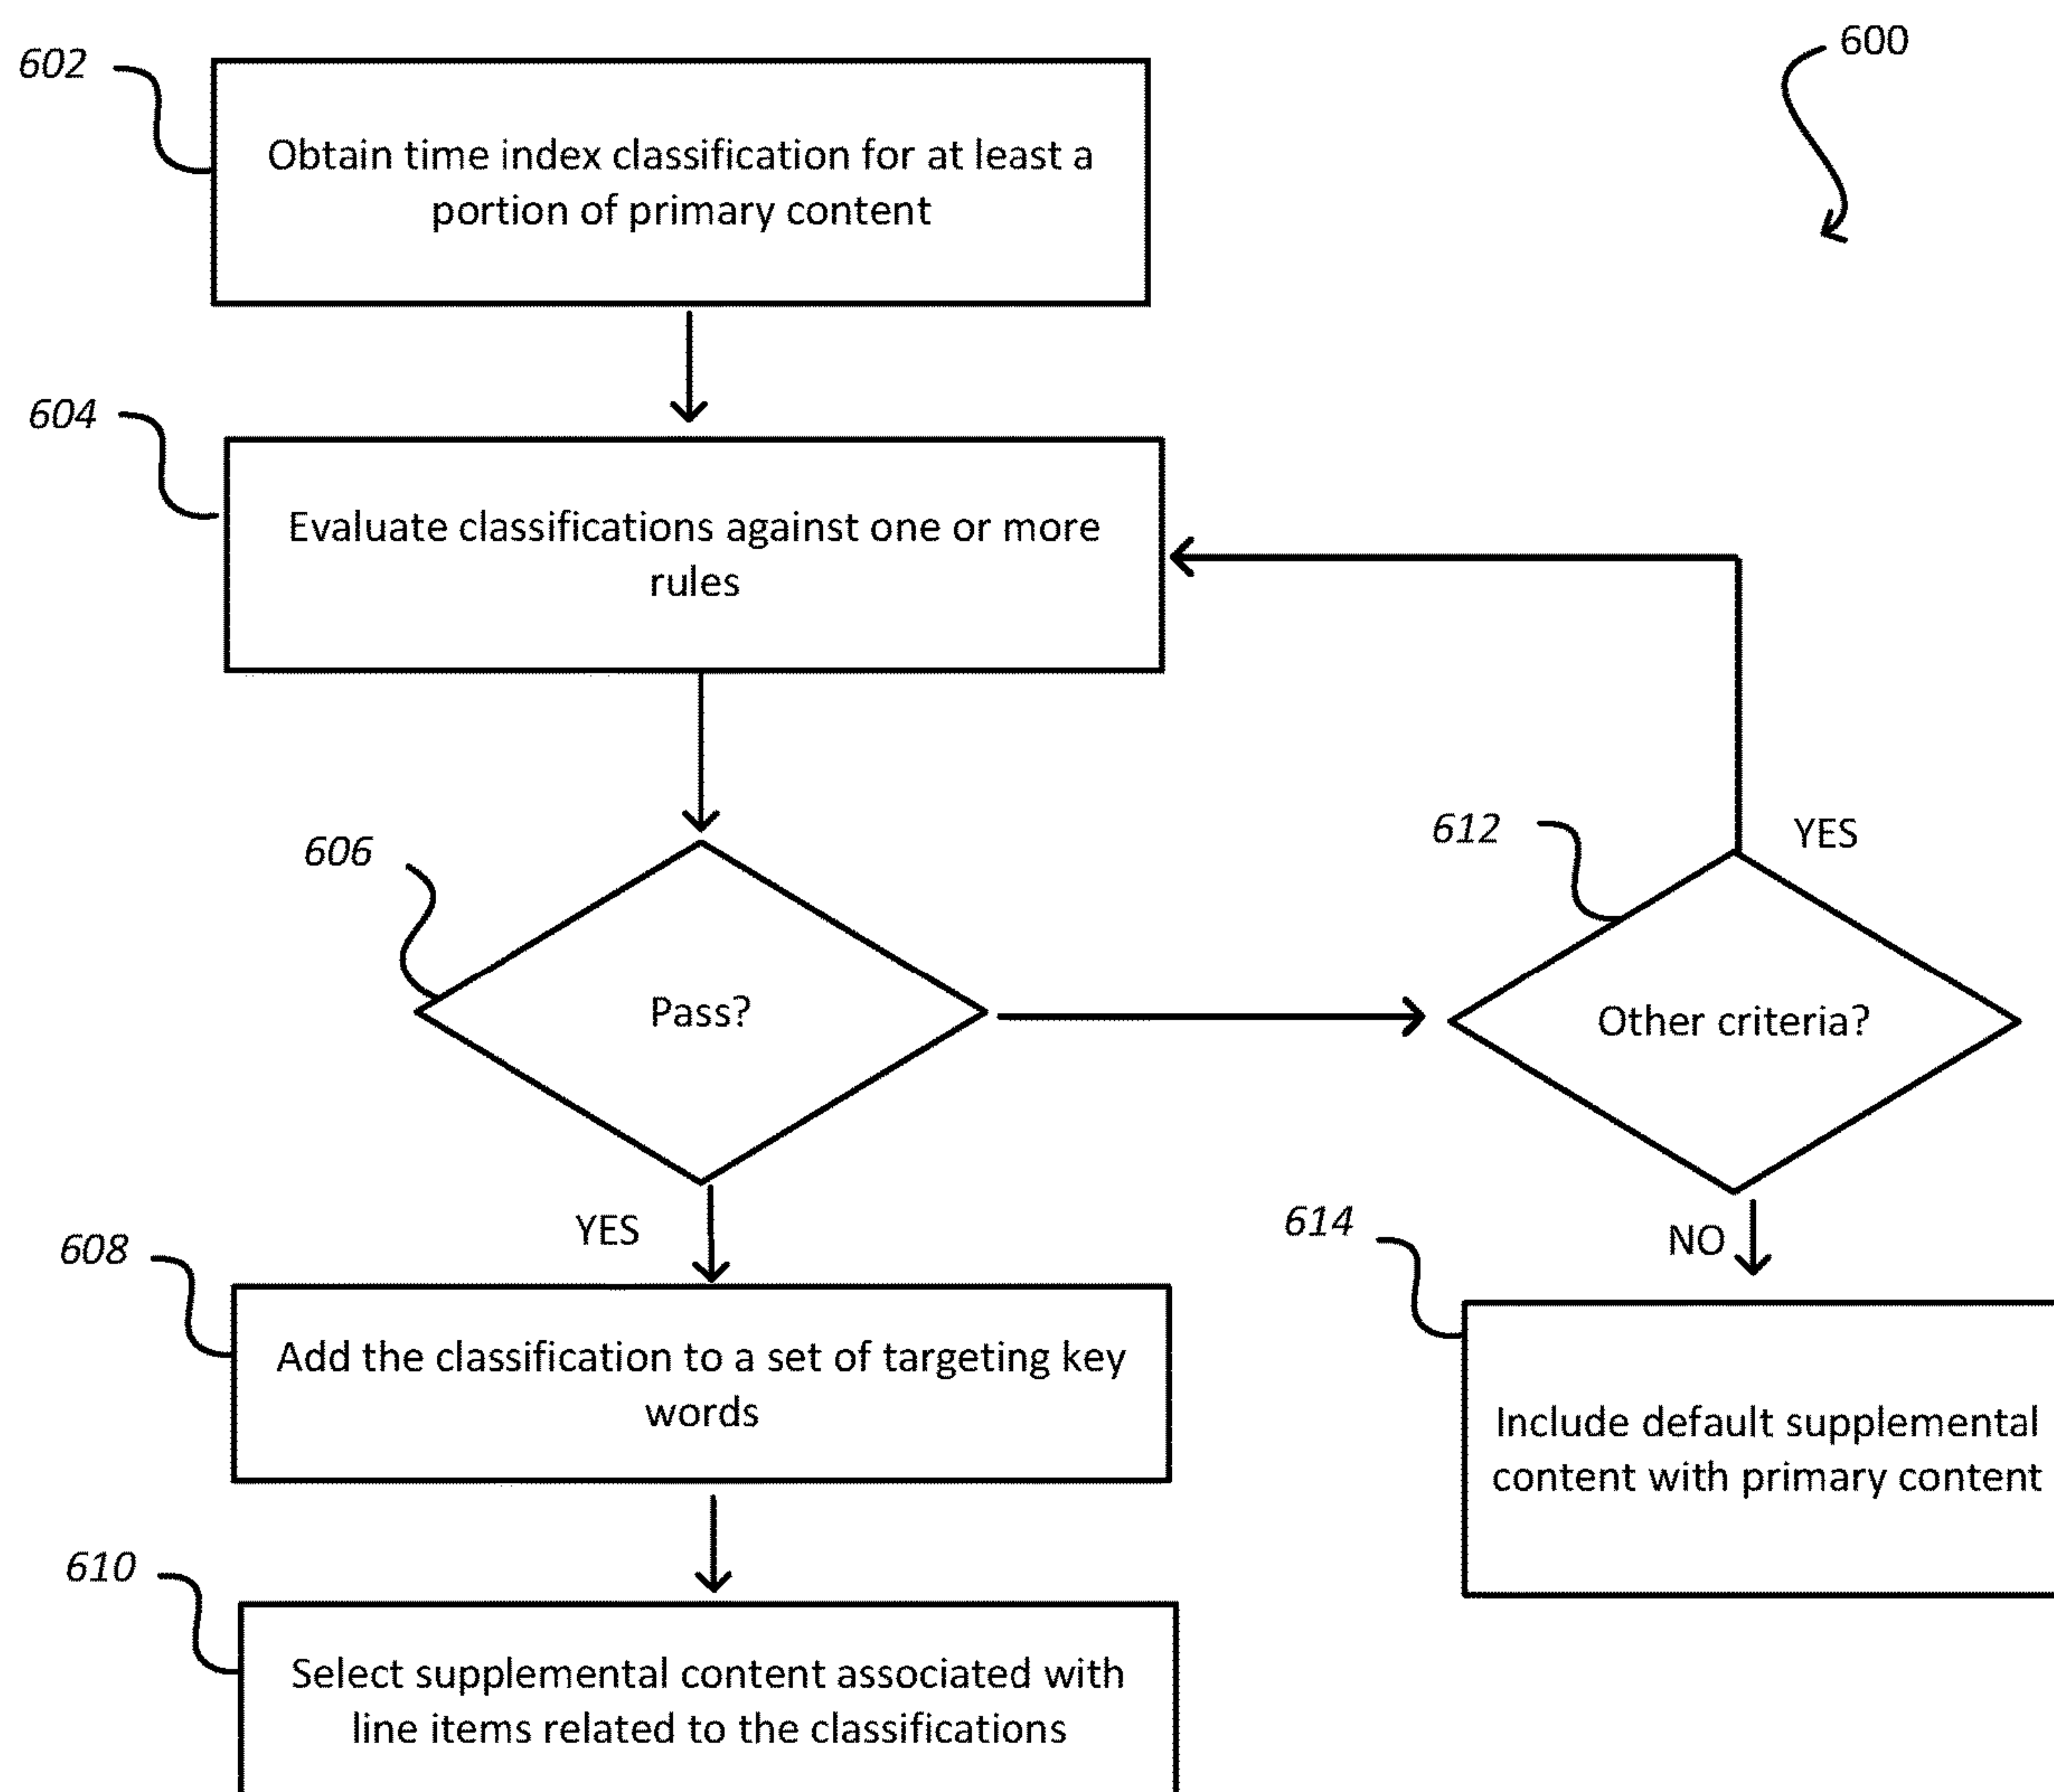 602
600
Obtain time index classification for at least a
portion of primary content
604
Evaluate classifications against one or more
rules
606
612
YES
Pass?
Other criteria?
YES
NO
608
614
Add the classification to a set of targeting key
words
Include default supplemental
content with primary content
610
Select supplemental content associated with
line items related to the classifications